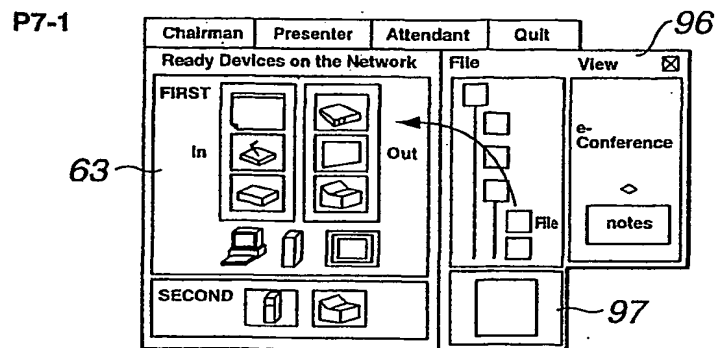 P7-1
Chairman Presenter Attendant Quit
96
Ready Devices on the Network File View
FIRST
In Out
63
e-
Conference
File
notes
SECOND
97